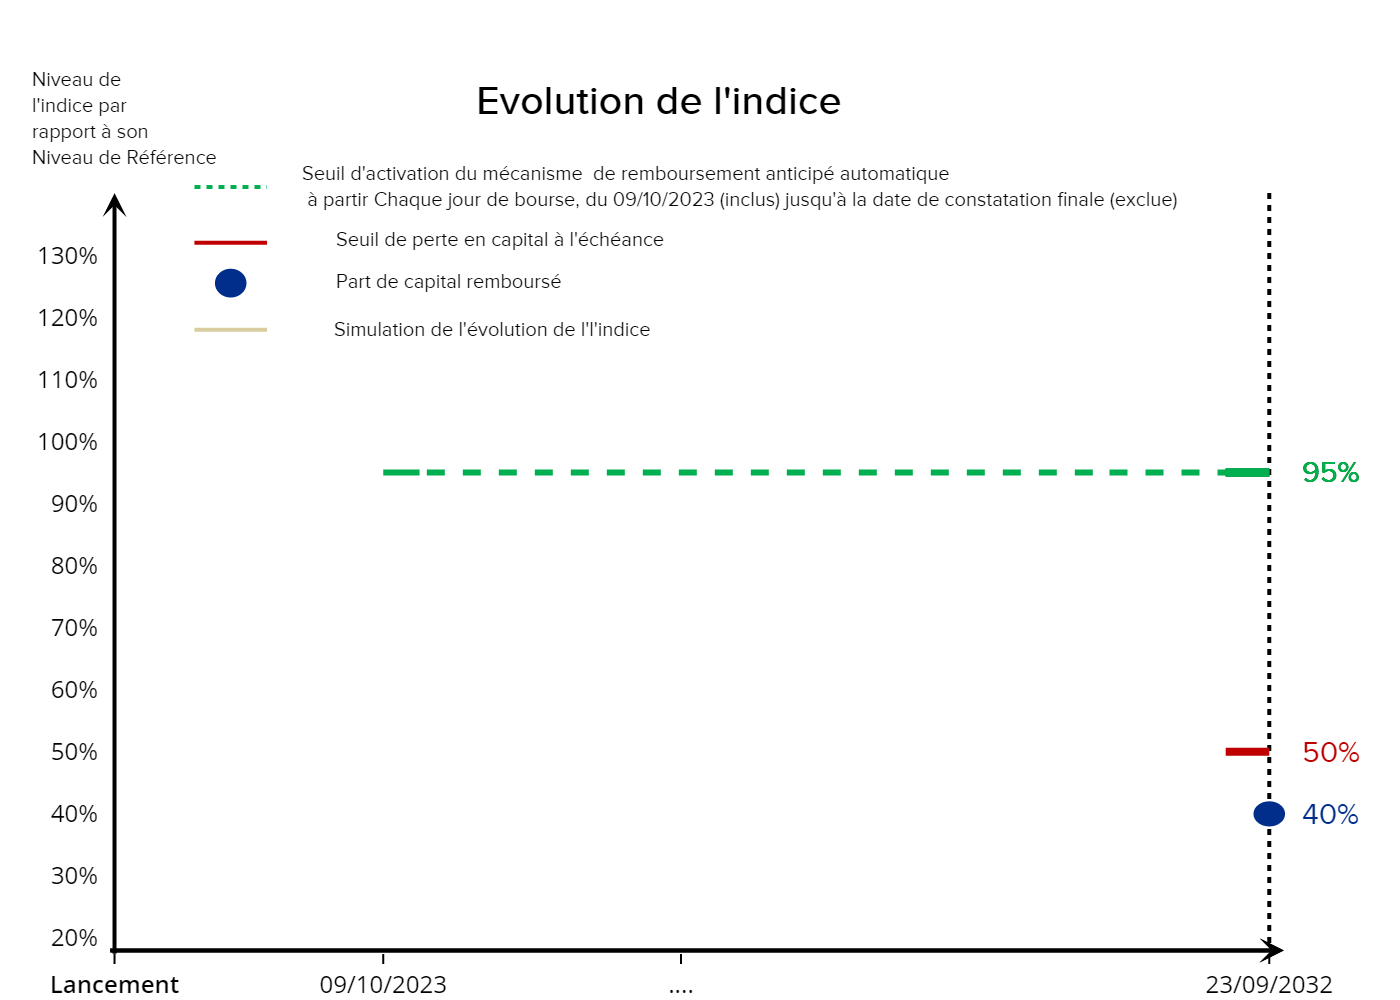 Niveau de
l'indice par
rapport à son
Niveau de Référence
Evolution de l'indice
Seuil d'activation du mécanisme  de remboursement anticipé automatique
à partir Chaque jour de bourse, du 09/10/2023 (inclus) jusqu'à la date de constatation finale (exclue)
Seuil de perte en capital à l'échéance
Part de capital remboursé
Simulation de l'évolution de l'l'indice
130%
120%
110%
100%
95%
90%
80%
70%
60%
50%
50%
40%
40%
30%
20%
Lancement
09/10/2023
....
23/09/2032